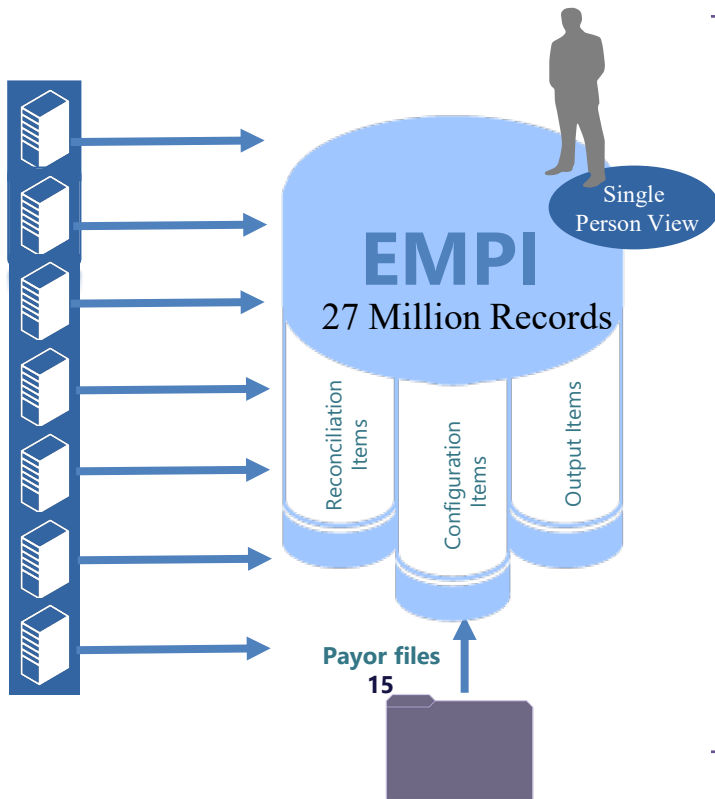 Single
Person View
EMPI
27 Million Records
Reconciliation
Items
Configuration
Items
Output Items
Payor files
15